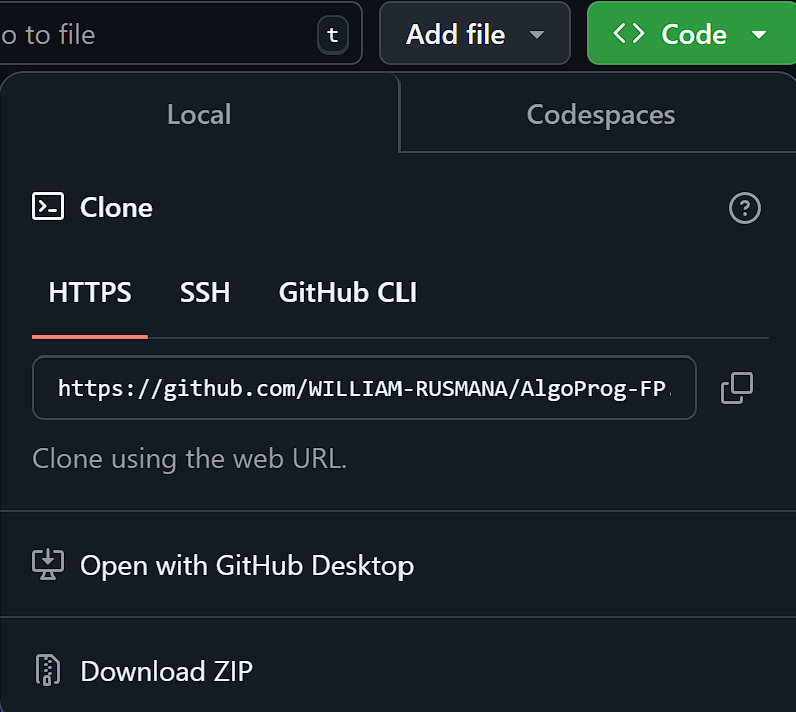 o to file t Add file <> Code
Local Codespaces
Clone
HTTPS SSH GitHub CLI
https://github.com/WILLIAM-RUSMANA/AlgoProg-FP.
Clone using the web URL.
Open with GitHub Desktop
Download ZIP